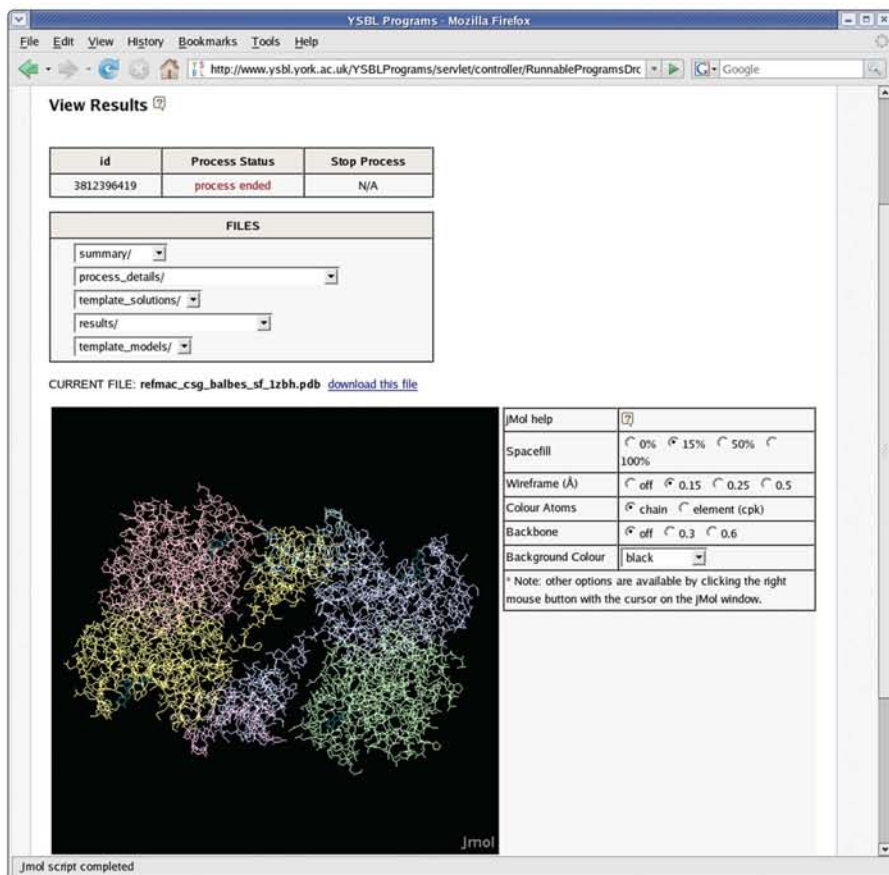 YSBL Programs - Mozilla Firefox
File Edit View History Bookmarks Tools Help
http://www.ysbl.york.ac.uk/YSBLPrograms/servlet/controller/RunnableProgramsDrc
Google
View Results
id Process Status Stop Process
3812396419 process ended N/A
FILES
summary/
process_details/
template_solutions/
results/
template_models/
CURRENT FILE: refmac_csg_balbes_sf_1zbh.pdb download this file
jMol help
Spacefill 0% 15% 50% 100%
Wireframe (Å) off 0.15 0.25 0.5
Colour Atoms chain element (cpk)
Backbone off 0.3 0.6
Background Colour black
* Note: other options are available by clicking the right
mouse button with the cursor on the jMol window.
Jmol
Jmol script completed